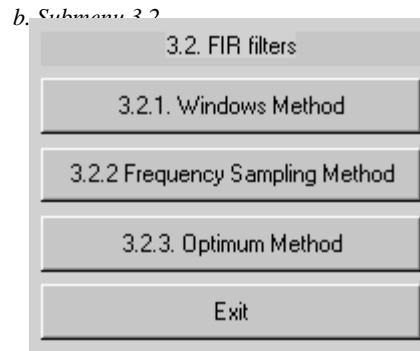 b. Submenu 3.2
3.2. FIR filters
3.2.1. Windows Method
3.2.2 Frequency Sampling Method
3.2.3. Optimum Method
Exit